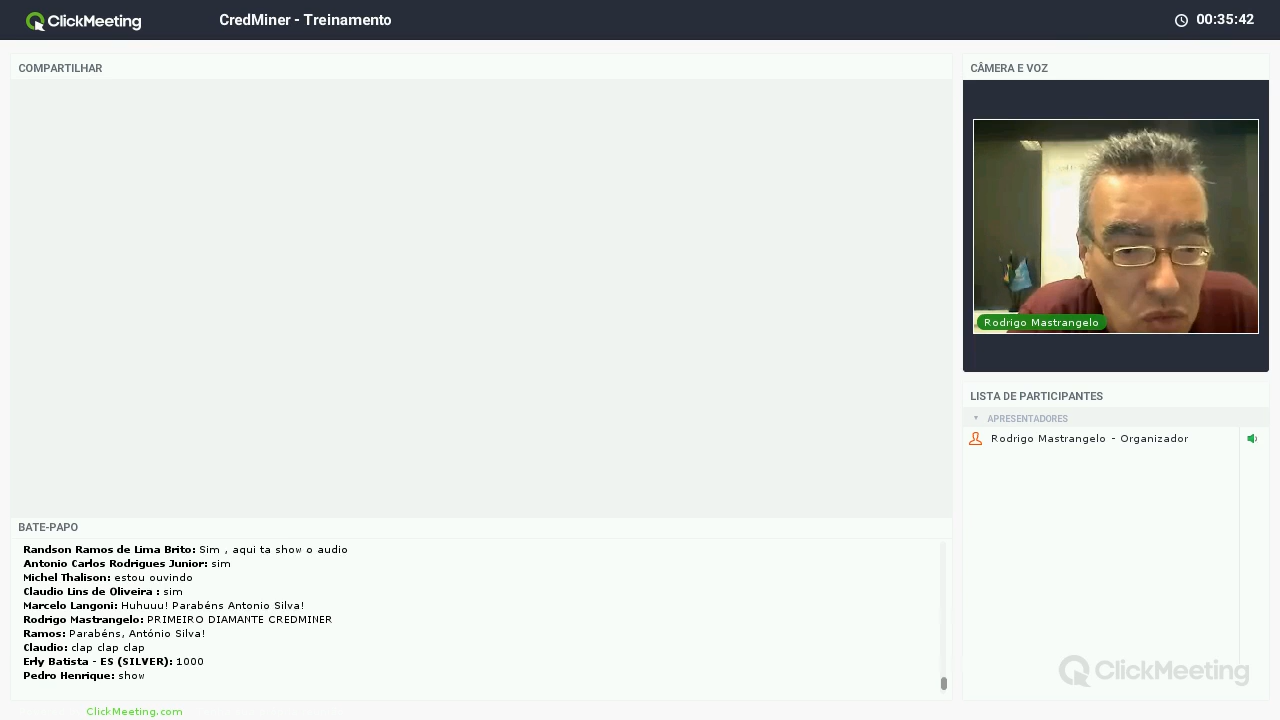 ClickMeeting
CredMiner - Treinamento
00:35:42
COMPARTILHAR
CÂMERA E VOZ
Rodrigo Mastrangelo
LISTA DE PARTICIPANTES
APRESENTADORES
Rodrigo Mastrangelo - Organizador
BATE-PAPO
Randson Ramos de Lima Brito: Sim , aqui ta show o audio
Antonio Carlos Rodrigues Junior: sim
Michel Thalison: estou ouvindo
Claudio Lins de Oliveira : sim
Marcelo Langoni: Huhuuu! Parabéns Antonio Silva!
Rodrigo Mastrangelo: PRIMEIRO DIAMANTE CREDMINER
Ramos: Parabéns, António Silva!
Claudio: clap clap clap
Erly Batista - ES (SILVER): 1000
Pedro Henrique: show
ClickMeeting
ClickMeeting.com